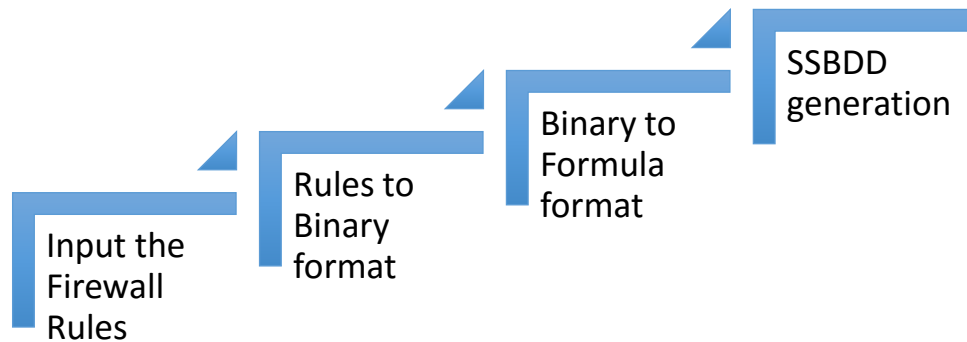 Input the
Firewall
Rules
Rules to
Binary
format
Binary to
Formula
format
SSBDD
generation